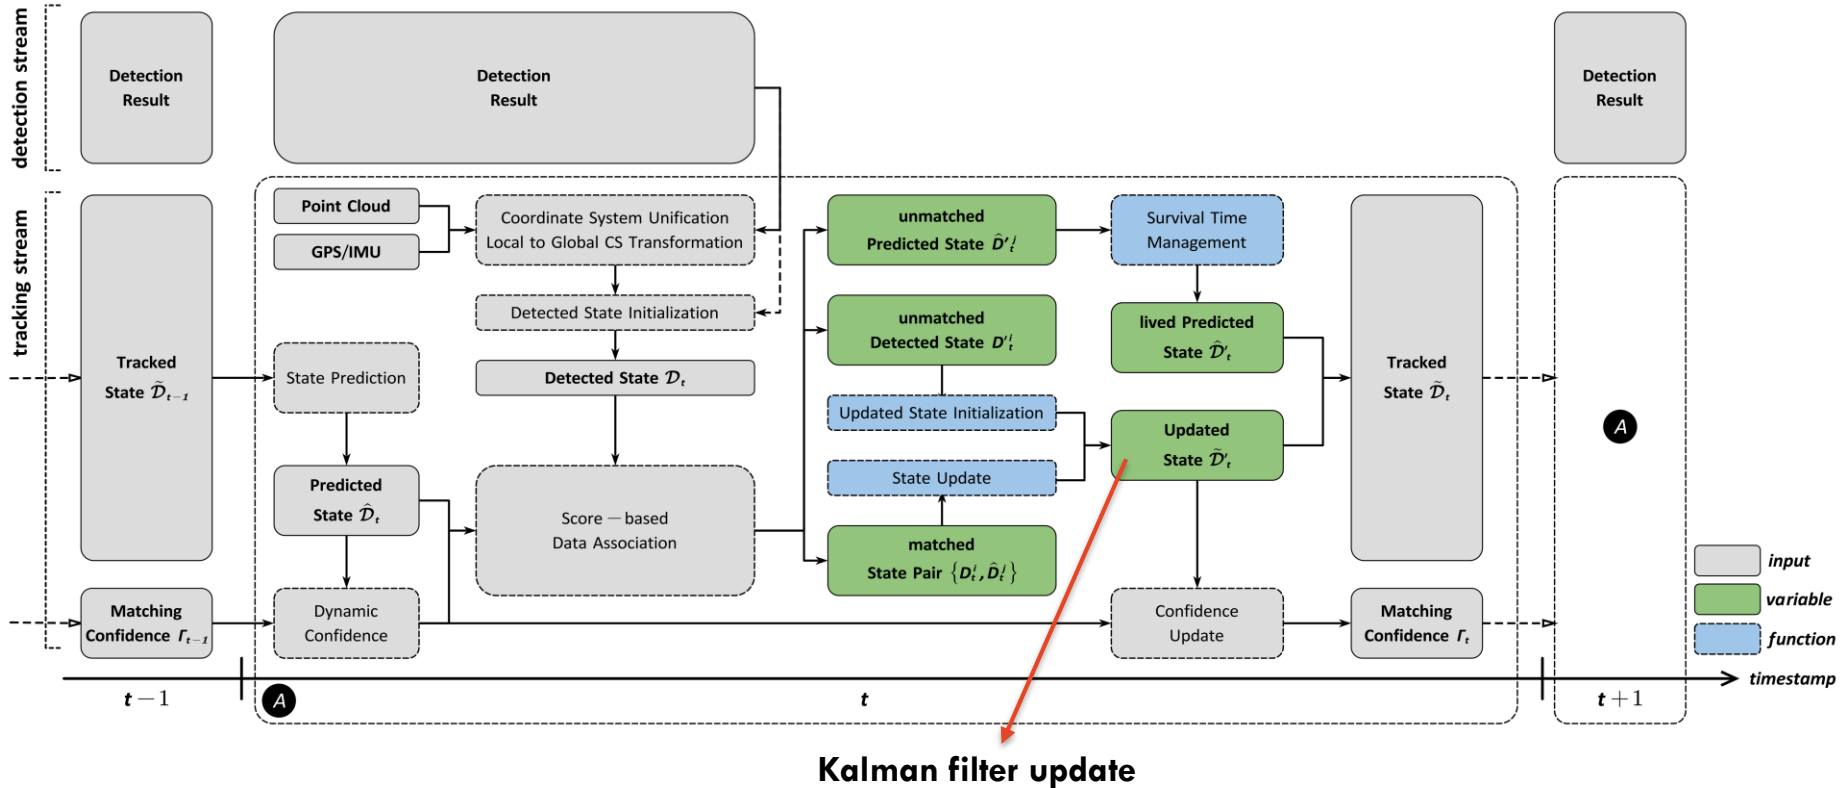 detection stream
Detection
Result
Detection
Result
Detection
Result
tracking stream
Tracked
State D̃ₜ₋₁
Matching
Confidence Γₜ₋₁
Point Cloud
GPS/IMU
State Prediction
Predicted
State D̂ₜ
Dynamic
Confidence
Coordinate System Unification
Local to Global CS Transformation
Detected State Initialization
Detected State Dₜ
Score−based
Data Association
unmatched
Predicted State D̂′ₜʲ
unmatched
Detected State D′ₜⁱ
Updated State Initialization
State Update
matched
State Pair {Dₜⁱ, D̂ₜʲ}
Survival Time
Management
lived Predicted
State D̂′ₜ
Updated
State D̃′ₜ
Confidence
Update
Tracked
State D̃ₜ
Matching
Confidence Γₜ
A
input
variable
function
timestamp
t−1
A
t
t+1
Kalman filter update